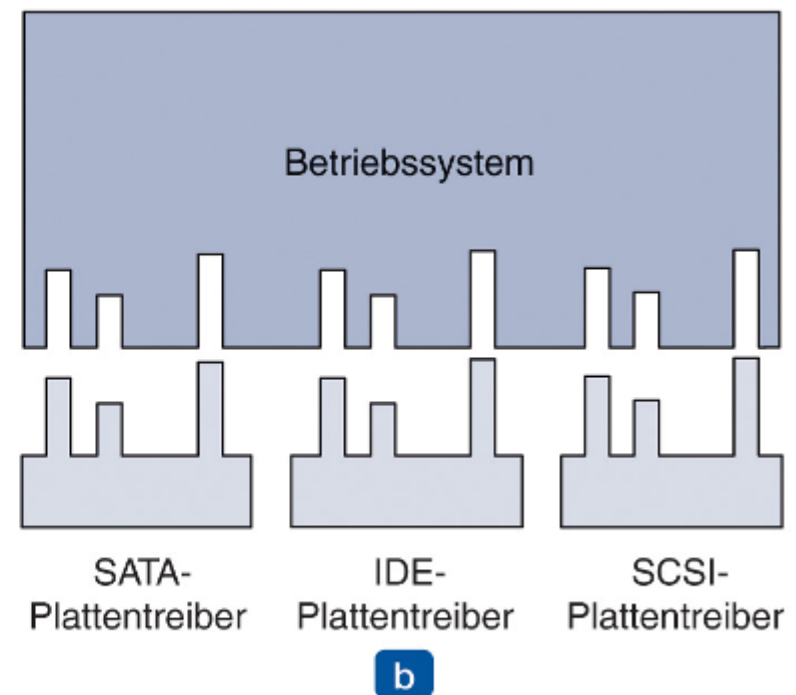 Betriebssystem
SATA-
Plattentreiber
IDE-
Plattentreiber
SCSI-
Plattentreiber
b